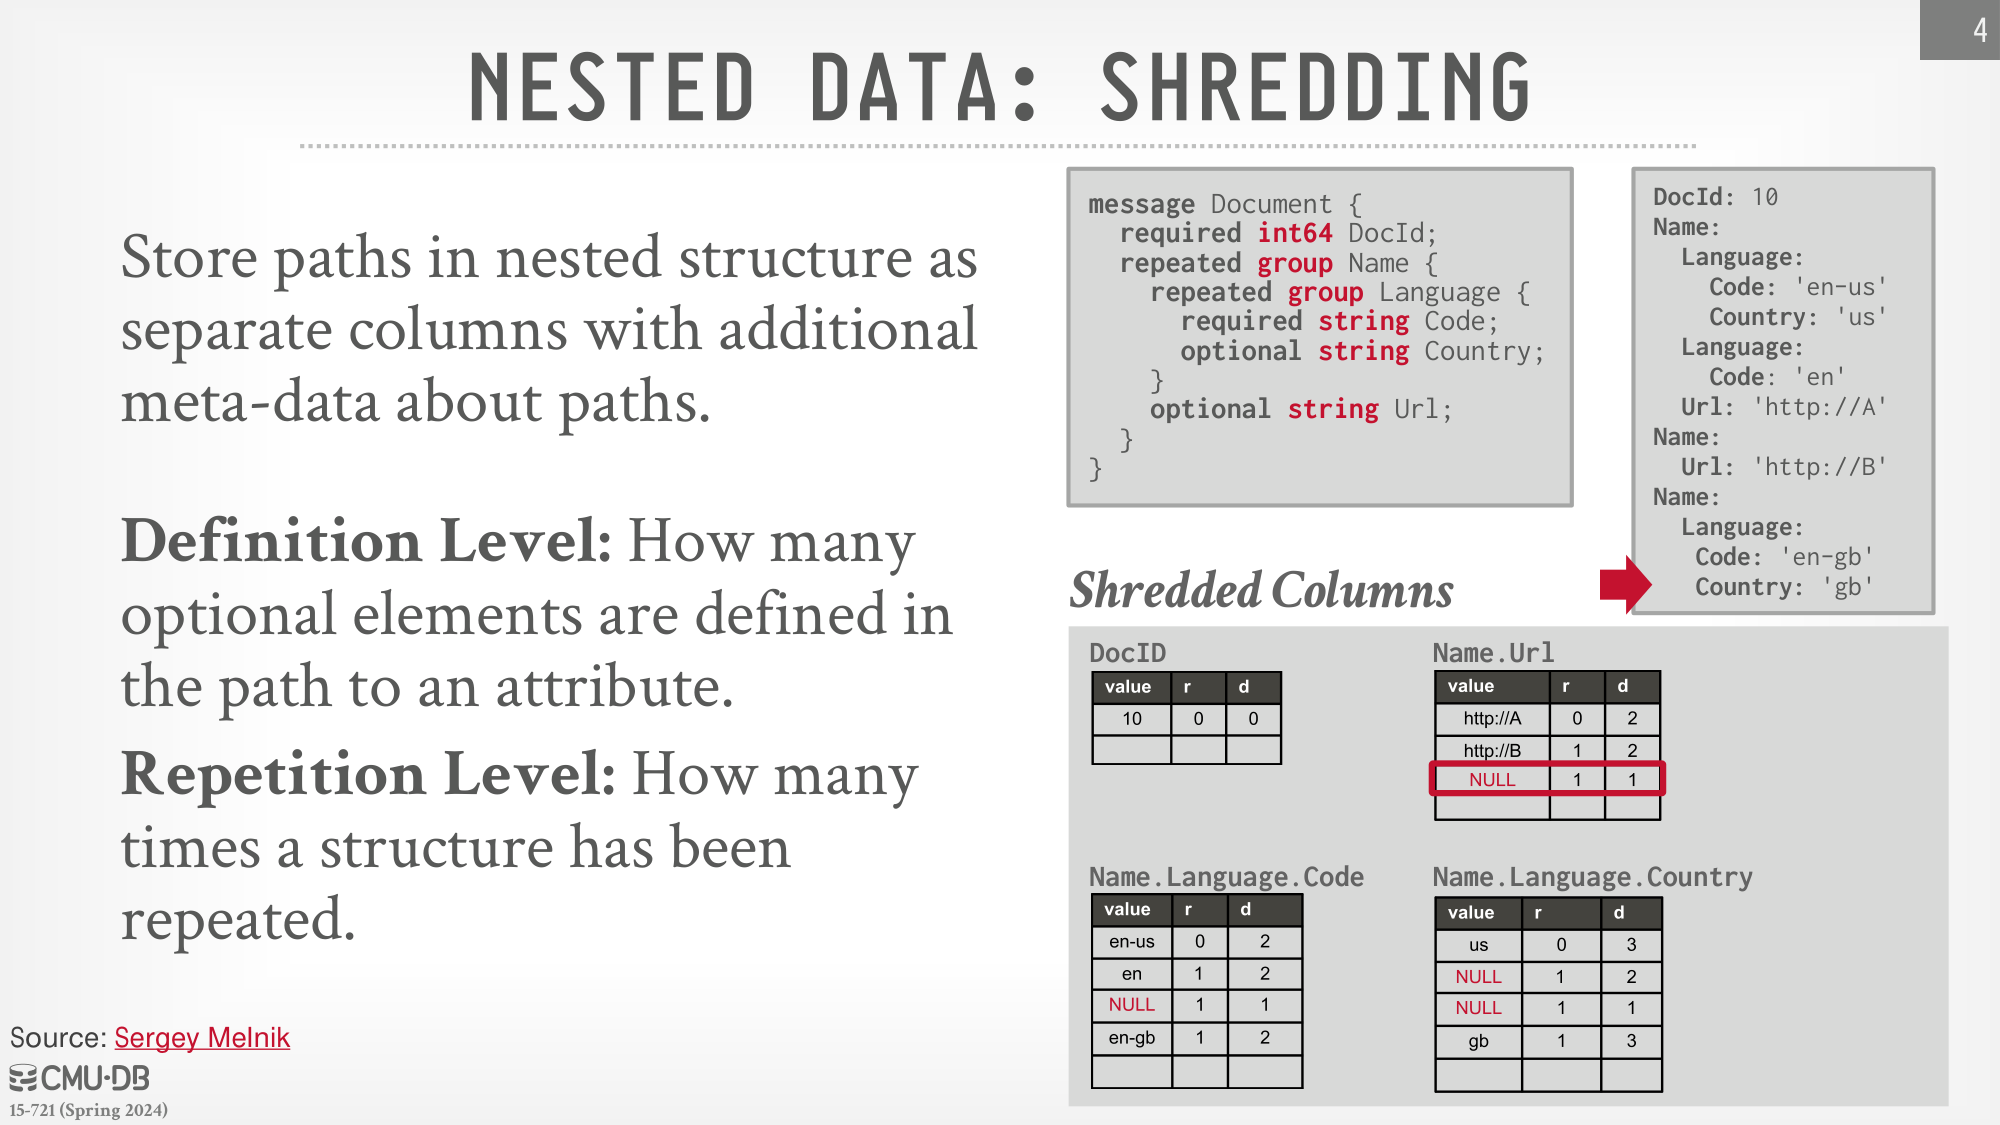 4
NESTED DATA: SHREDDING
Store paths in nested structure as
separate columns with additional
meta-data about paths.
Definition Level: How many
optional elements are defined in
the path to an attribute.
Repetition Level: How many
times a structure has been
repeated.
message Document {
required int64 DocId;
repeated group Name {
repeated group Language {
required string Code;
optional string Country;
}
optional string Url;
}
}
DocId: 10
Name:
Language:
Code: 'en-us'
Country: 'us'
Language:
Code: 'en'
Url: 'http://A'
Name:
Url: 'http://B'
Name:
Language:
Code: 'en-gb'
Country: 'gb'
Shredded Columns
DocID
value r d
10 0 0
Name.Url
value r d
http://A 0 2
http://B 1 2
NULL 1 1
Name.Language.Code
value r d
en-us 0 2
en 1 2
NULL 1 1
en-gb 1 2
Name.Language.Country
value r d
us 0 3
NULL 1 2
NULL 1 1
gb 1 3
Source: Sergey Melnik
CMU·DB
15-721 (Spring 2024)